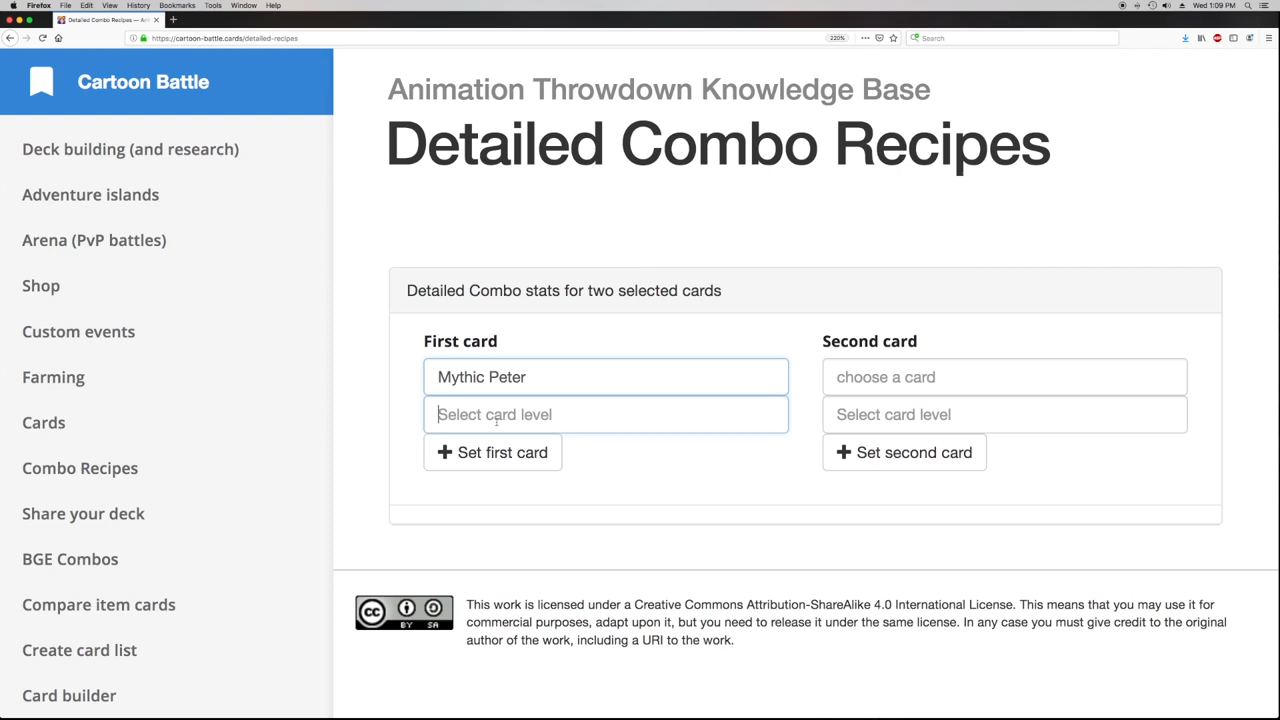 Firefox File Edit View History Bookmarks Tools Window Help
Wed 1:09 PM
Detailed Combo Recipes
https://cartoon-battle.cards/detailed-recipes
220%
Search
Cartoon Battle
Deck building (and research)
Adventure islands
Arena (PvP battles)
Shop
Custom events
Farming
Cards
Combo Recipes
Share your deck
BGE Combos
Compare item cards
Create card list
Card builder
Animation Throwdown Knowledge Base
Detailed Combo Recipes
Detailed Combo stats for two selected cards
First card
Mythic Peter
Select card level
Set first card
Second card
choose a card
Select card level
Set second card
cc
BY SA
This work is licensed under a Creative Commons Attribution-ShareAlike 4.0 International License. This means that you may use it for
commercial purposes, adapt upon it, but you need to release it under the same license. In any case you must give credit to the original
author of the work, including a URI to the work.